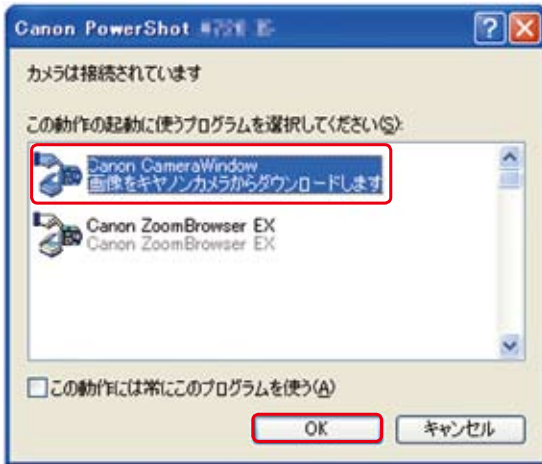 Canon PowerShot
カメラは接続されています
この動作の起動に使うプログラムを選択してください(S):
Canon CameraWindow
画像をキヤノンカメラからダウンロードします
Canon ZoomBrowser EX
Canon ZoomBrowser EX
この動作には常にこのプログラムを使う(A)
OK キャンセル